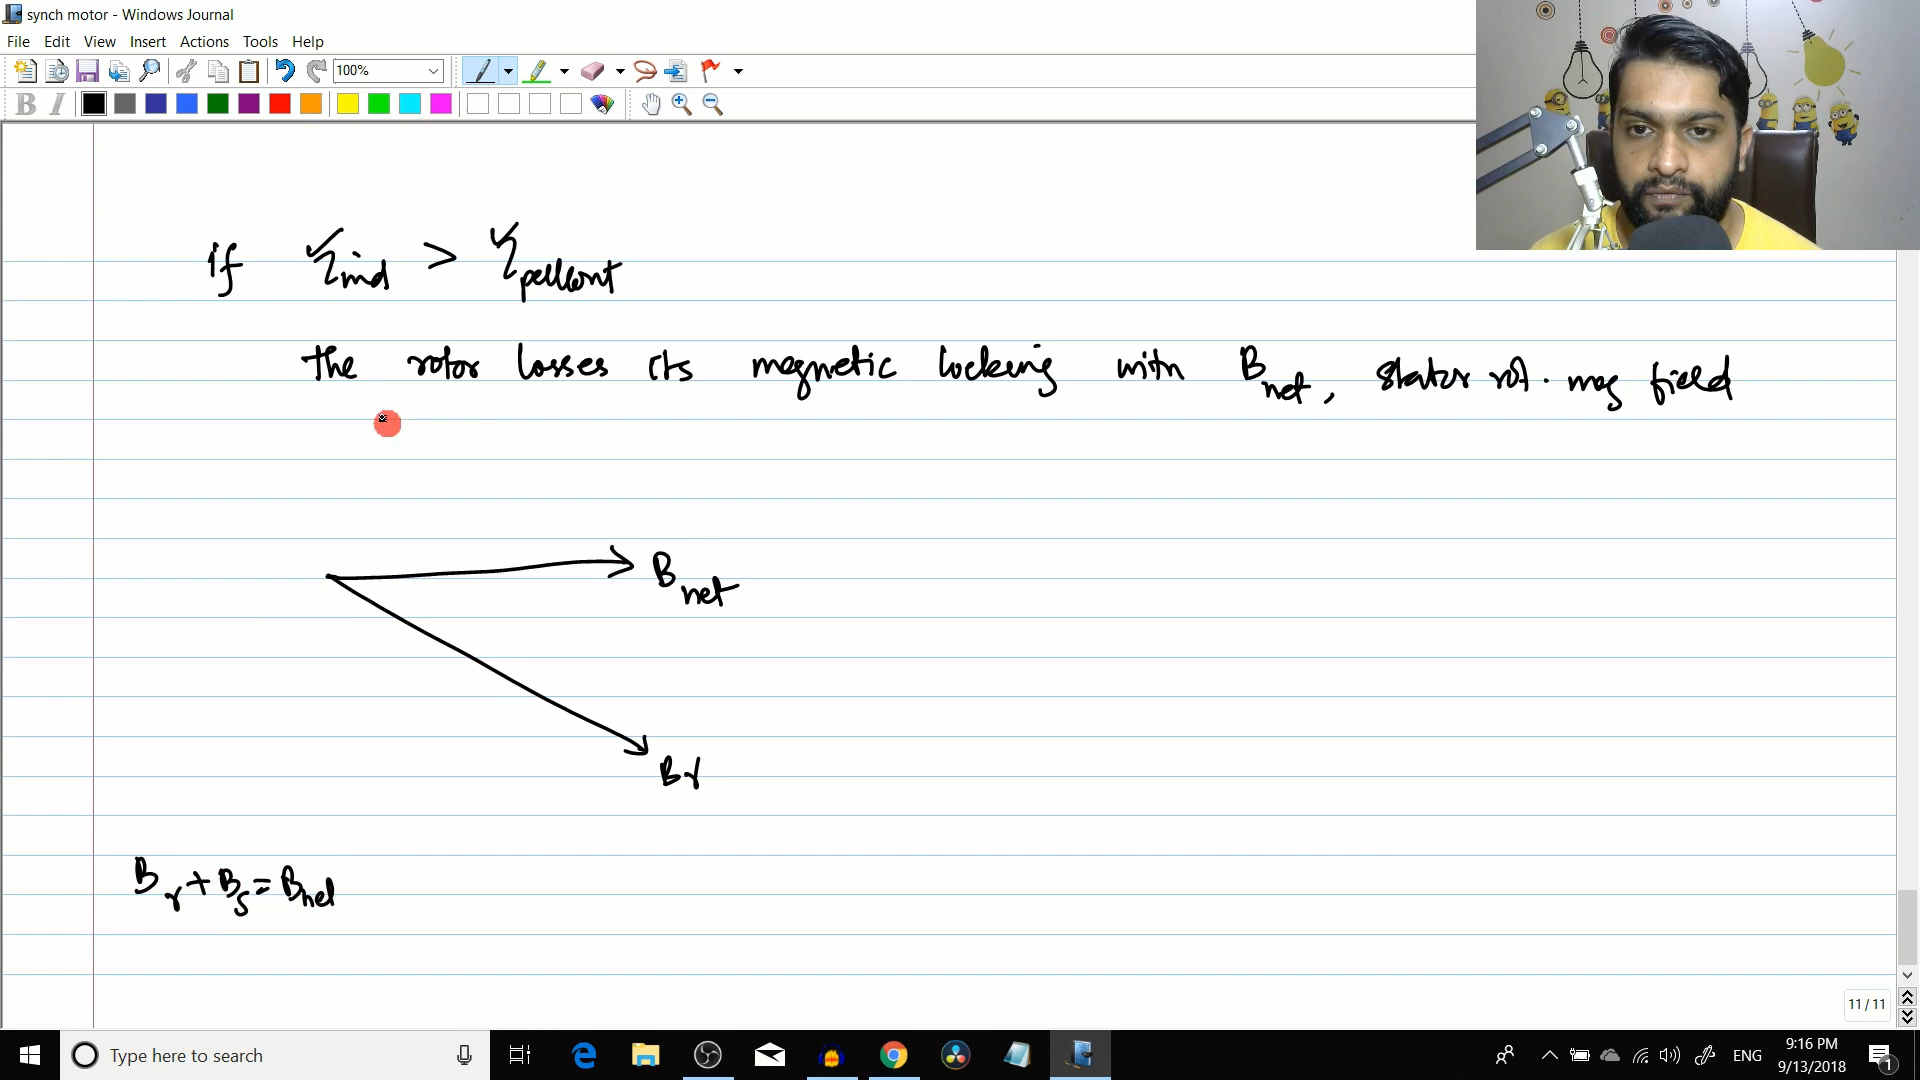 synch motor - Windows Journal
File Edit View Insert Actions Tools Help
100%
B I
if τind > τpullout
the rotor losses its magnetic locking with Bnet, stator rot. mag field
Bnet
Br
Br + Bs = Bnet
11 / 11
Type here to search
ENG
9:16 PM
9/13/2018
1